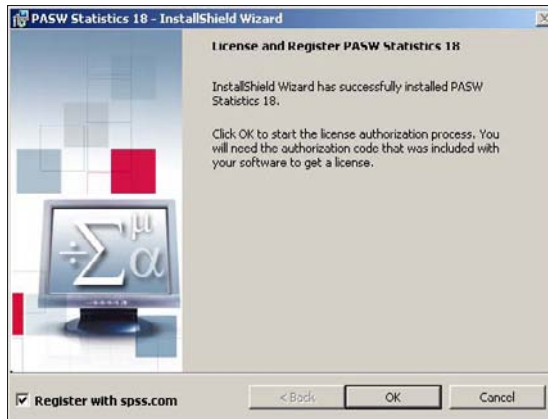 PASW Statistics 18 - InstallShield Wizard
License and Register PASW Statistics 18
InstallShield Wizard has successfully installed PASW
Statistics 18.
Click OK to start the license authorization process. You
will need the authorization code that was included with
your software to get a license.
÷Σμα
Register with spss.com
< Back
OK
Cancel